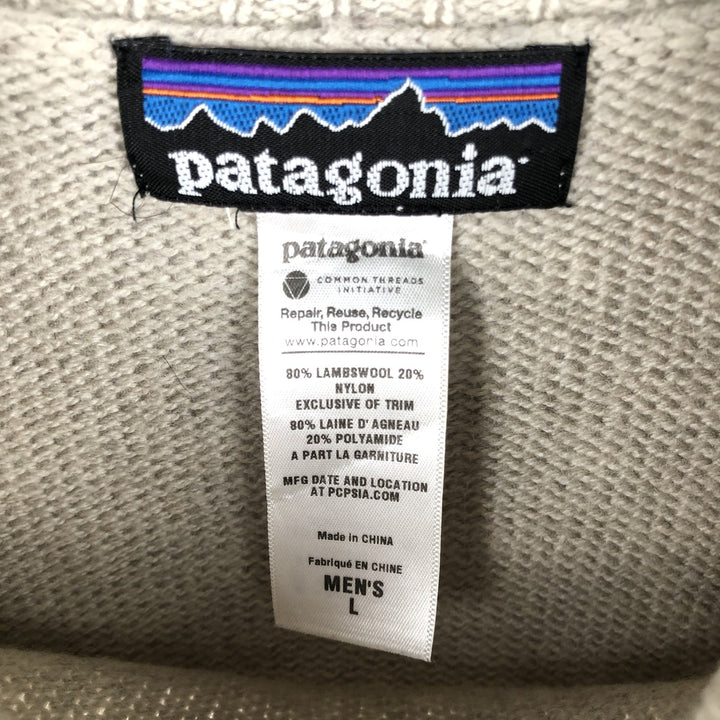 patagonia
patagonia
COMMON THREADS
INITIATIVE
Repair, Reuse, Recycle
This Product
www.patagonia.com
80% LAMBSWOOL 20%
NYLON
EXCLUSIVE OF TRIM
80% LAINE D'AGNEAU
20% POLYAMIDE
A PART LA GARNITURE
MFG DATE AND LOCATION
AT PCPSIA.COM
Made in CHINA
Fabriqué EN CHINE
MEN'S
L